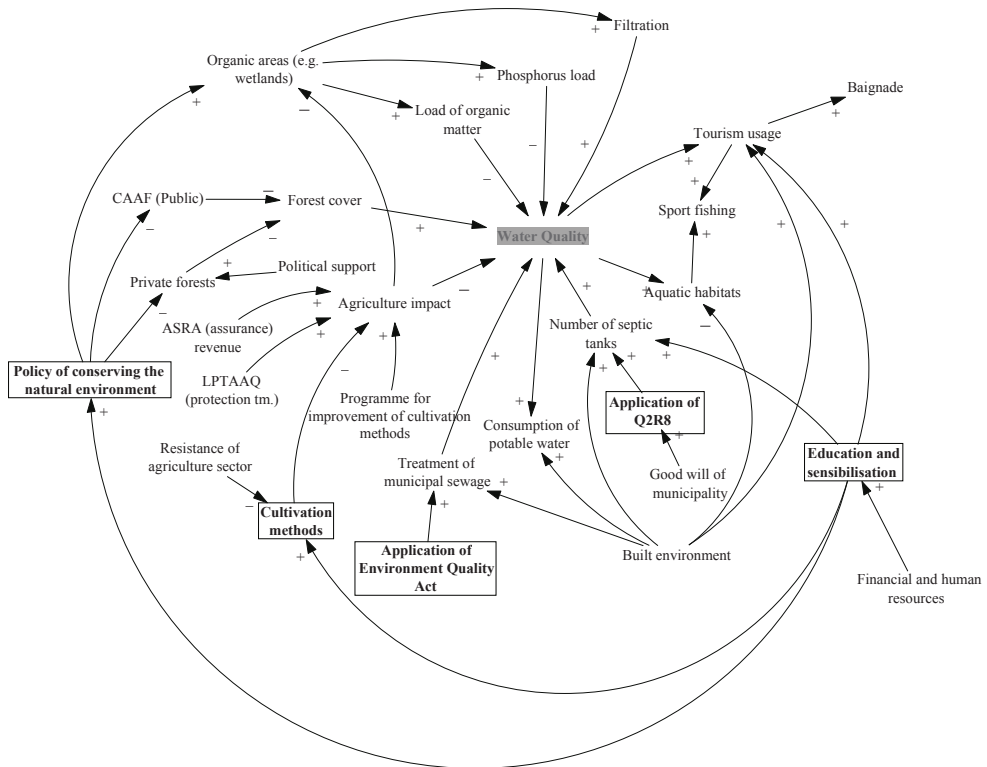 Filtration
+
Organic areas (e.g.
wetlands)
+
Phosphorus load
+
Load of organic
matter
+
–
–
–
+
Baignade
+
Tourism usage
+
+
Sport fishing
+
+
+
CAAF (Public)
–
–
Forest cover
+
–
Water Quality
Private forests
+
–
Political support
Agriculture impact
–
ASRA (assurance)
revenue
+
LPTAAQ
(protection tm.)
+
+
–
Programme for
improvement of cultivation
methods
Aquatic habitats
+
–
Number of septic
tanks
+
+
+
+
Policy of conserving the
natural environment
+
Application of
Q2R8
+
Good will of
municipality
Consumption of
potable water
+
+
Resistance of
agriculture sector
–
Treatment of
municipal sewage
+
+
+
Education and
sensibilisation
+
Cultivation
methods
+
Application of
Environment Quality
Act
Built environment
Financial and human
resources